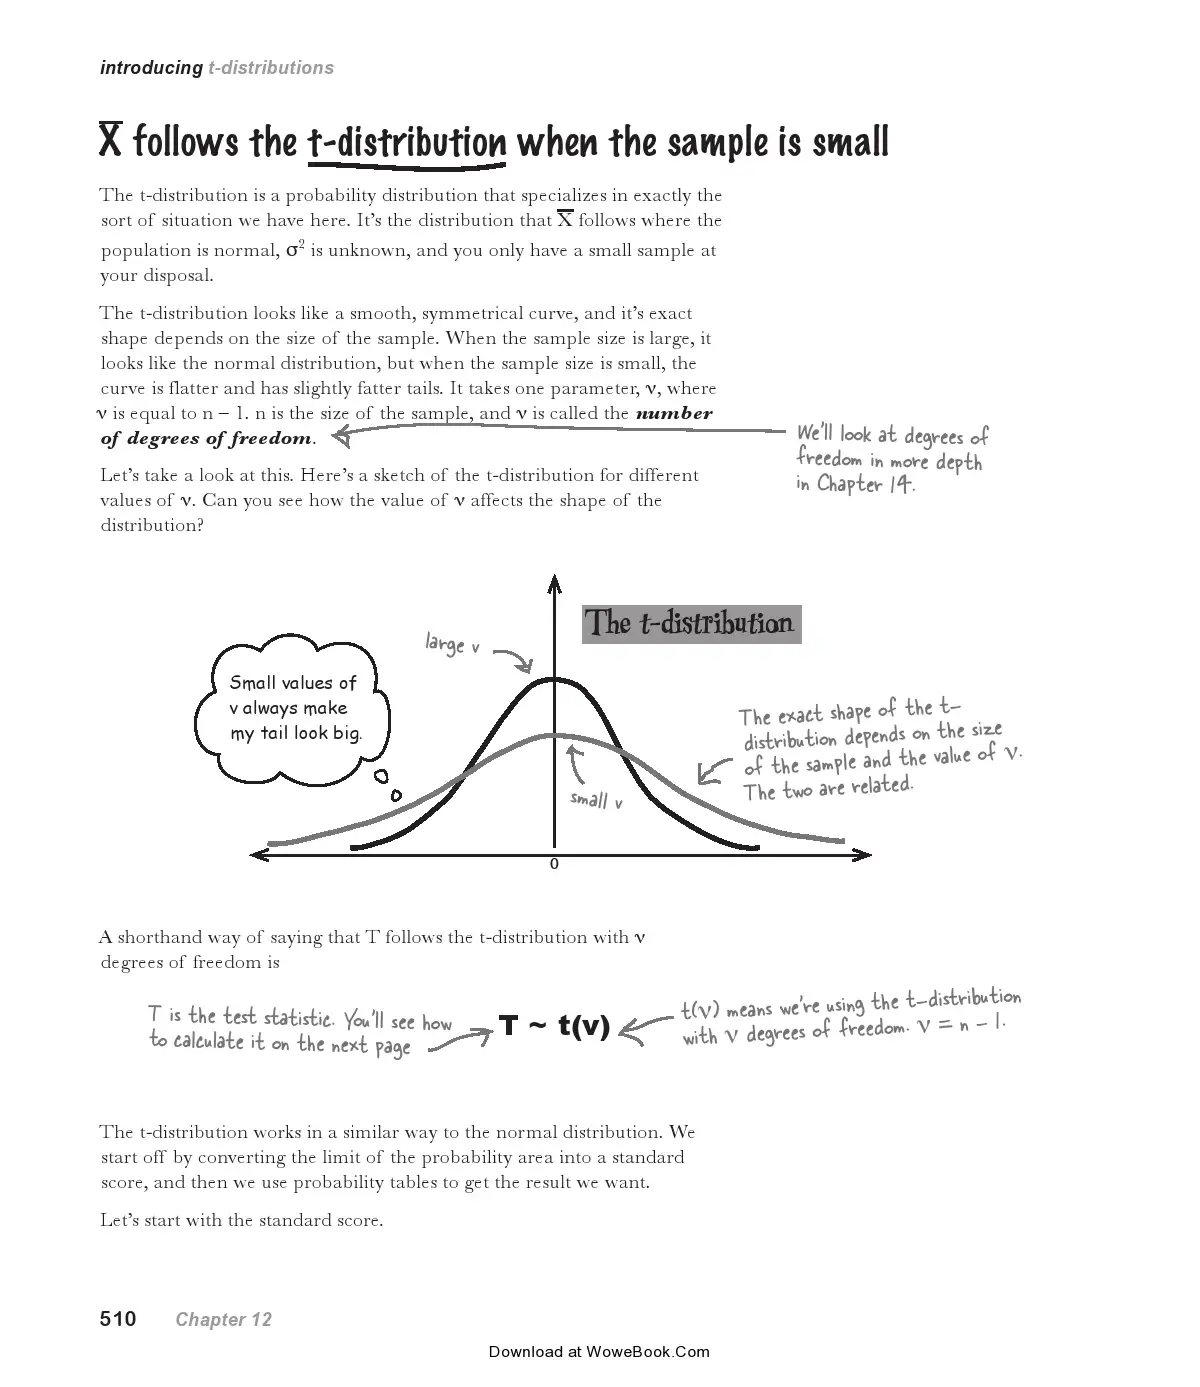 introducing t-distributions
X̄ follows the t-distribution when the sample is small
The t-distribution is a probability distribution that specializes in exactly the
sort of situation we have here. It’s the distribution that X̄ follows where the
population is normal, σ² is unknown, and you only have a small sample at
your disposal.
The t-distribution looks like a smooth, symmetrical curve, and it’s exact
shape depends on the size of the sample. When the sample size is large, it
looks like the normal distribution, but when the sample size is small, the
curve is flatter and has slightly fatter tails. It takes one parameter, ν, where
ν is equal to n – 1. n is the size of the sample, and ν is called the number
of degrees of freedom.
We'll look at degrees of
freedom in more depth
in Chapter 14.
Let’s take a look at this. Here’s a sketch of the t-distribution for different
values of ν. Can you see how the value of ν affects the shape of the
distribution?
The t-distribution
large ν
Small values of
v always make
my tail look big.
The exact shape of the t-
distribution depends on the size
of the sample and the value of ν.
The two are related.
small ν
0
A shorthand way of saying that T follows the t-distribution with ν
degrees of freedom is
T is the test statistic. You'll see how
to calculate it on the next page
T ~ t(v)
t(ν) means we're using the t-distribution
with ν degrees of freedom. ν = n - 1.
The t-distribution works in a similar way to the normal distribution. We
start off by converting the limit of the probability area into a standard
score, and then we use probability tables to get the result we want.
Let’s start with the standard score.
510 Chapter 12
Download at WoweBook.Com